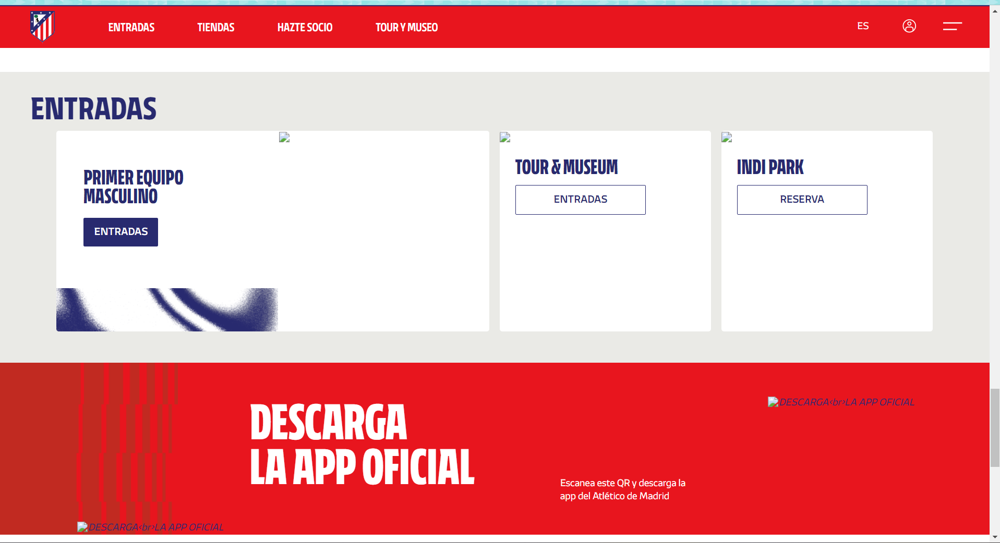 ENTRADAS
TIENDAS
HAZTE SOCIO
TOUR Y MUSEO
ES
ENTRADAS
PRIMER EQUIPO
MASCULINO
ENTRADAS
TOUR & MUSEUM
ENTRADAS
INDI PARK
RESERVA
DESCARGA
LA APP OFICIAL
Escanea este QR y descarga la
app del Atlético de Madrid
DESCARGA<br>LA APP OFICIAL
DESCARGA<br>LA APP OFICIAL